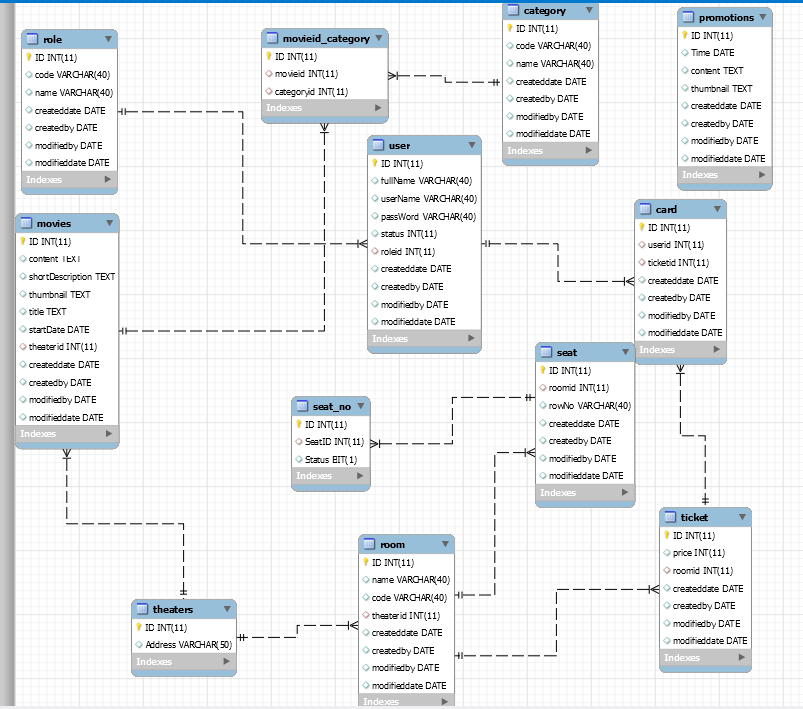 role
ID INT(11)
code VARCHAR(40)
name VARCHAR(40)
createddate DATE
createdby DATE
modifiedby DATE
modifieddate DATE
Indexes
movieid_category
ID INT(11)
movieid INT(11)
categoryid INT(11)
Indexes
category
ID INT(11)
code VARCHAR(40)
name VARCHAR(40)
createddate DATE
createdby DATE
modifiedby DATE
modifieddate DATE
Indexes
promotions
ID INT(11)
Time DATE
content TEXT
thumbnail TEXT
createddate DATE
createdby DATE
modifiedby DATE
modifieddate DATE
Indexes
user
ID INT(11)
fullName VARCHAR(40)
userName VARCHAR(40)
passWord VARCHAR(40)
status INT(11)
roleid INT(11)
createddate DATE
createdby DATE
modifiedby DATE
modifieddate DATE
Indexes
movies
ID INT(11)
content TEXT
shortDescription TEXT
thumbnail TEXT
title TEXT
startDate DATE
theaterid INT(11)
createddate DATE
createdby DATE
modifiedby DATE
modifieddate DATE
Indexes
card
ID INT(11)
userid INT(11)
ticketid INT(11)
createddate DATE
createdby DATE
modifiedby DATE
modifieddate DATE
Indexes
seat
ID INT(11)
roomid INT(11)
rowNo VARCHAR(40)
createddate DATE
createdby DATE
modifiedby DATE
modifieddate DATE
Indexes
seat_no
ID INT(11)
SeatID INT(11)
Status BIT(1)
Indexes
ticket
ID INT(11)
price INT(11)
roomid INT(11)
createddate DATE
createdby DATE
modifiedby DATE
modifieddate DATE
Indexes
room
ID INT(11)
name VARCHAR(40)
code VARCHAR(40)
theaterid INT(11)
createddate DATE
createdby DATE
modifiedby DATE
modifieddate DATE
Indexes
theaters
ID INT(11)
Address VARCHAR(50)
Indexes